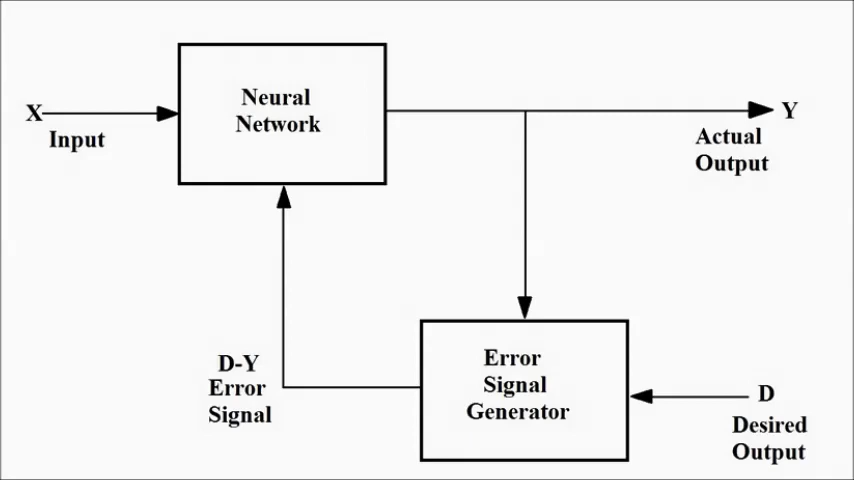 X
Input
Neural
Network
Y
Actual
Output
D-Y
Error
Signal
Error
Signal
Generator
D
Desired
Output